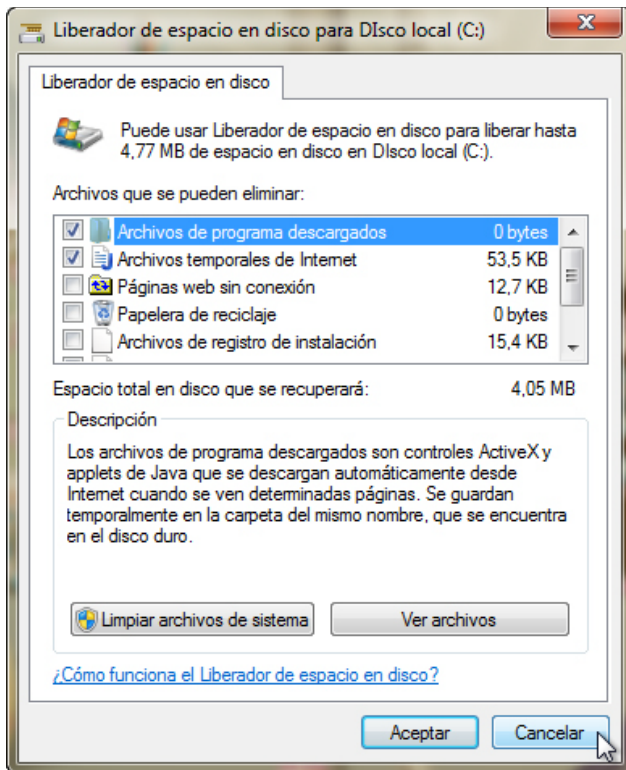 Liberador de espacio en disco para DIsco local (C:)
Liberador de espacio en disco
Puede usar Liberador de espacio en disco para liberar hasta
4,77 MB de espacio en disco en DIsco local (C:).
Archivos que se pueden eliminar:
Archivos de programa descargados 0 bytes
Archivos temporales de Internet 53,5 KB
Páginas web sin conexión 12,7 KB
Papelera de reciclaje 0 bytes
Archivos de registro de instalación 15,4 KB
Espacio total en disco que se recuperará: 4,05 MB
Descripción
Los archivos de programa descargados son controles ActiveX y
applets de Java que se descargan automáticamente desde
Internet cuando se ven determinadas páginas. Se guardan
temporalmente en la carpeta del mismo nombre, que se encuentra
en el disco duro.
Limpiar archivos de sistema Ver archivos
¿Cómo funciona el Liberador de espacio en disco?
Aceptar Cancelar